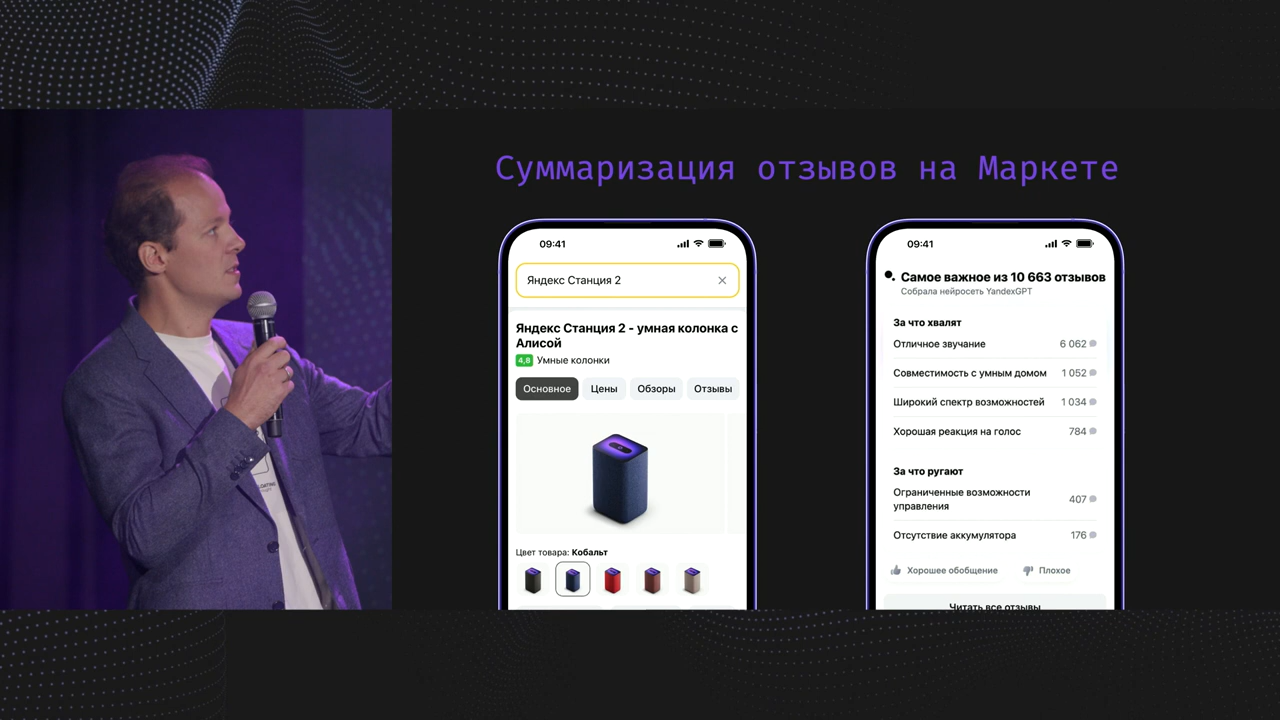 Суммаризация отзывов на Маркете
09:41
Яндекс Станция 2
Яндекс Станция 2 - умная колонка с
Алисой
4,8 Умные колонки
Основное Цены Обзоры Отзывы
Цвет товара: Кобальт
09:41
Самое важное из 10 663 отзывов
Собрала нейросеть YandexGPT
За что хвалят
Отличное звучание 6 062
Совместимость с умным домом 1 052
Широкий спектр возможностей 1 034
Хорошая реакция на голос 784
За что ругают
Ограниченные возможности
управления 407
Отсутствие аккумулятора 176
Хорошее обобщение Плохое
Читать все отзывы